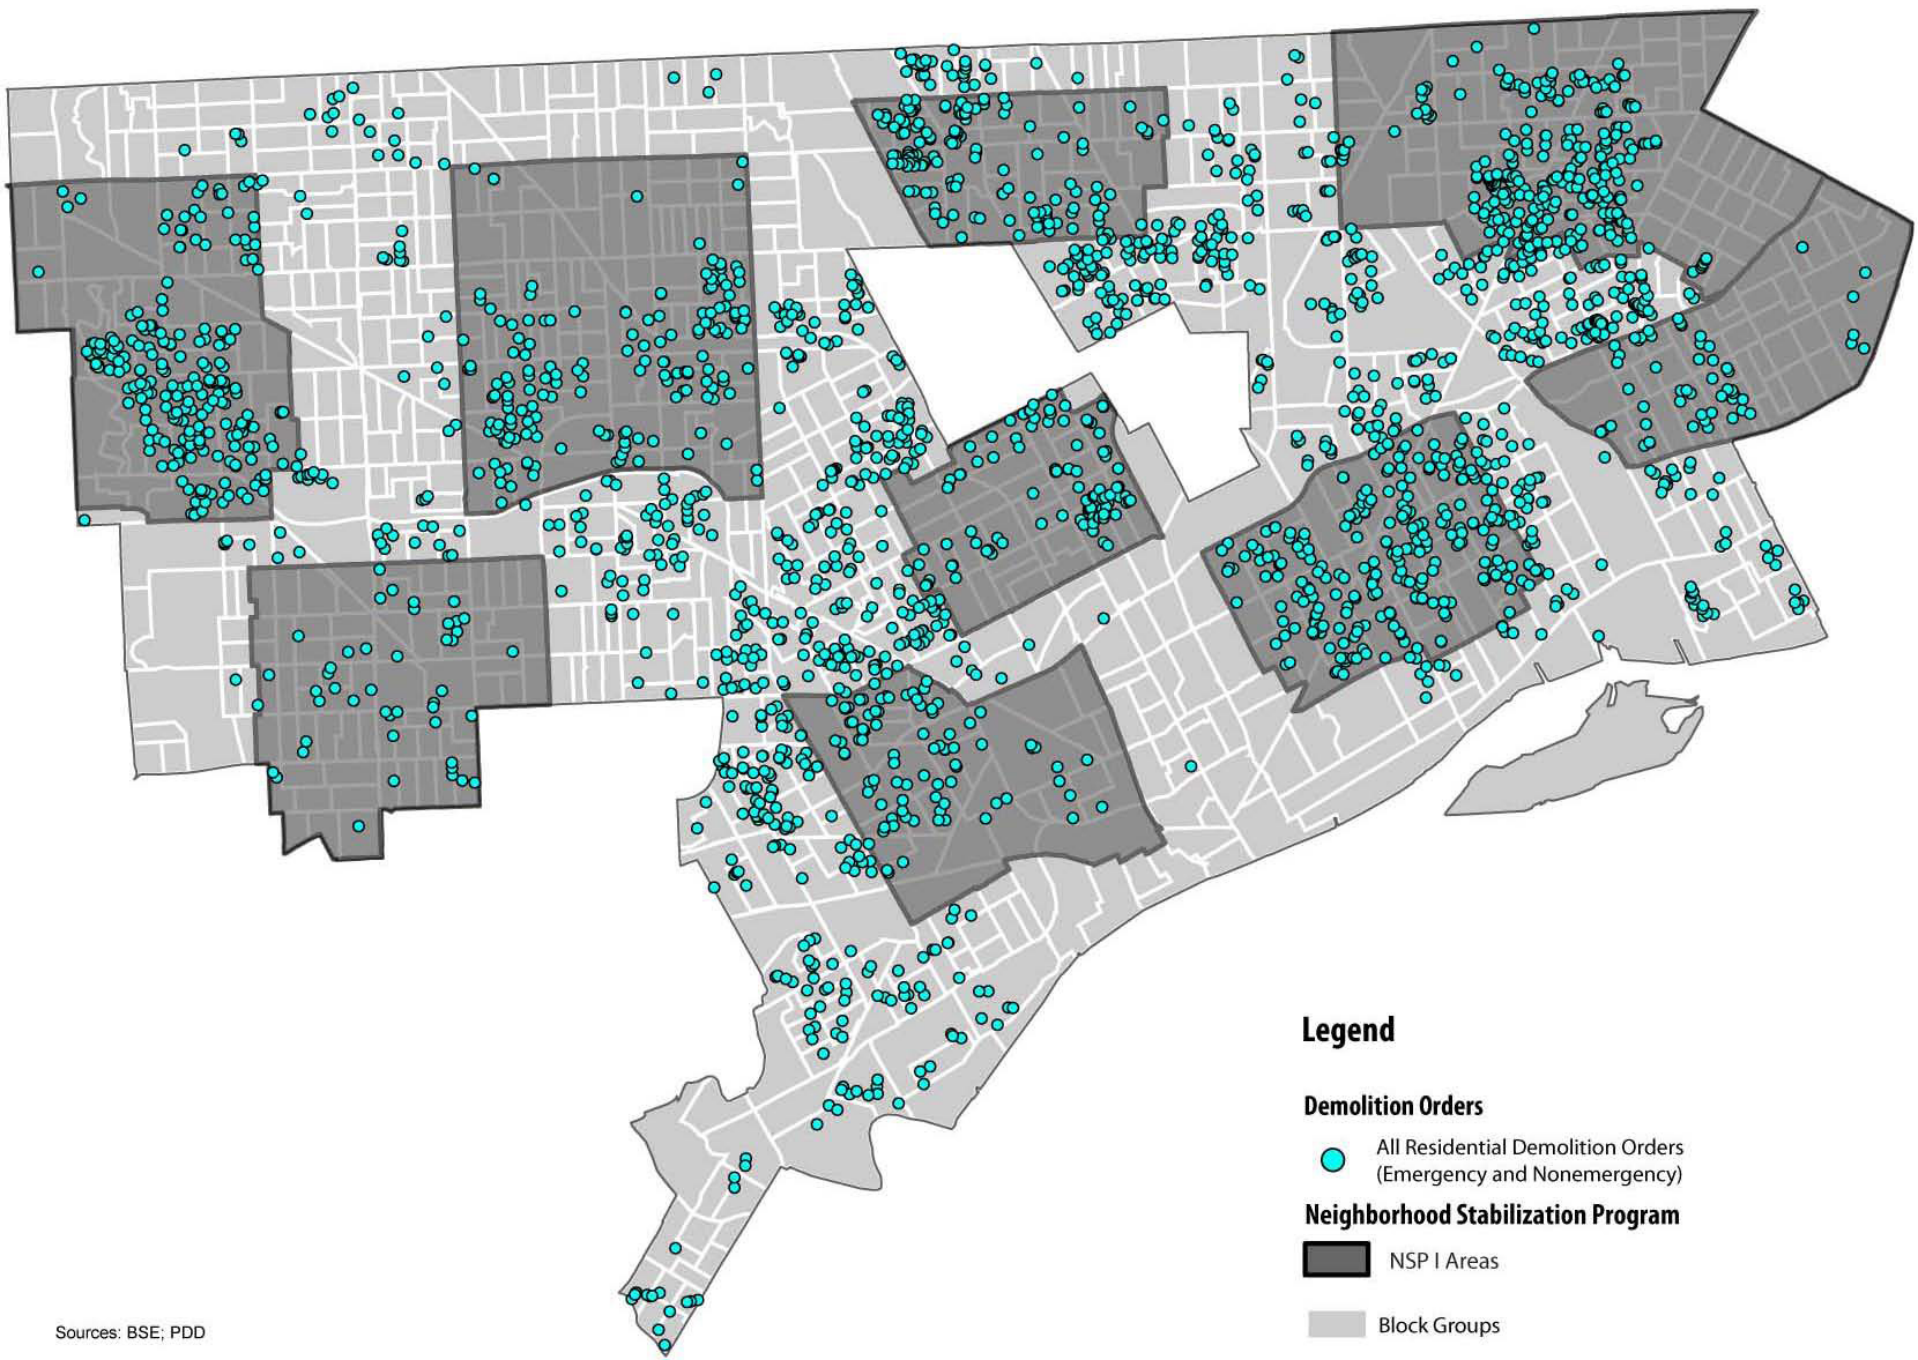 Legend
Demolition Orders
All Residential Demolition Orders
(Emergency and Nonemergency)
Neighborhood Stabilization Program
NSP I Areas
Block Groups
Sources: BSE; PDD